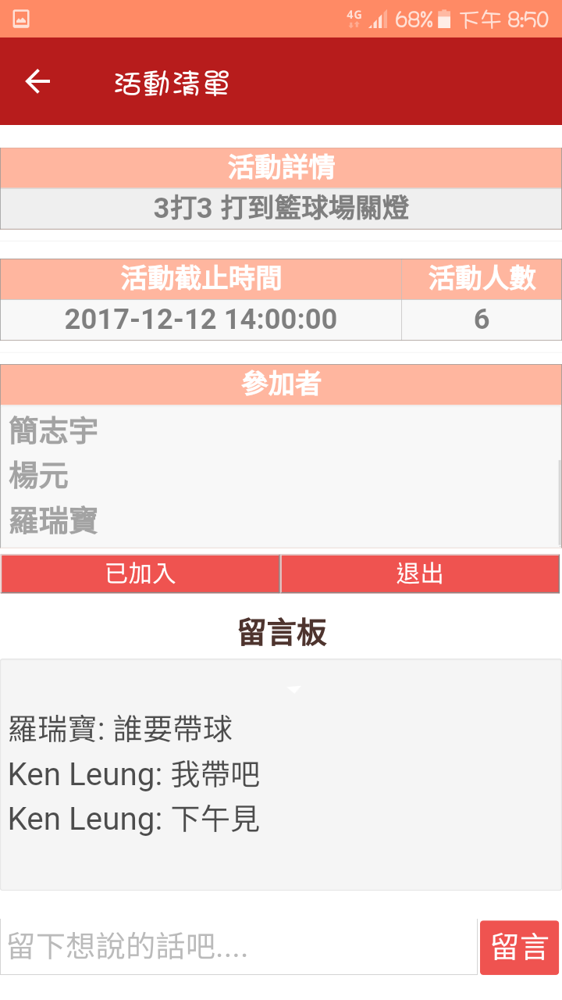 4G 68% 下午 8:50
活動清單
活動詳情
3打3 打到籃球場關燈
活動截止時間 活動人數
2017-12-12 14:00:00 6
參加者
簡志宇
楊元
羅瑞寶
已加入 退出
留言板
羅瑞寶: 誰要帶球
Ken Leung: 我帶吧
Ken Leung: 下午見
留下想說的話吧.... 留言